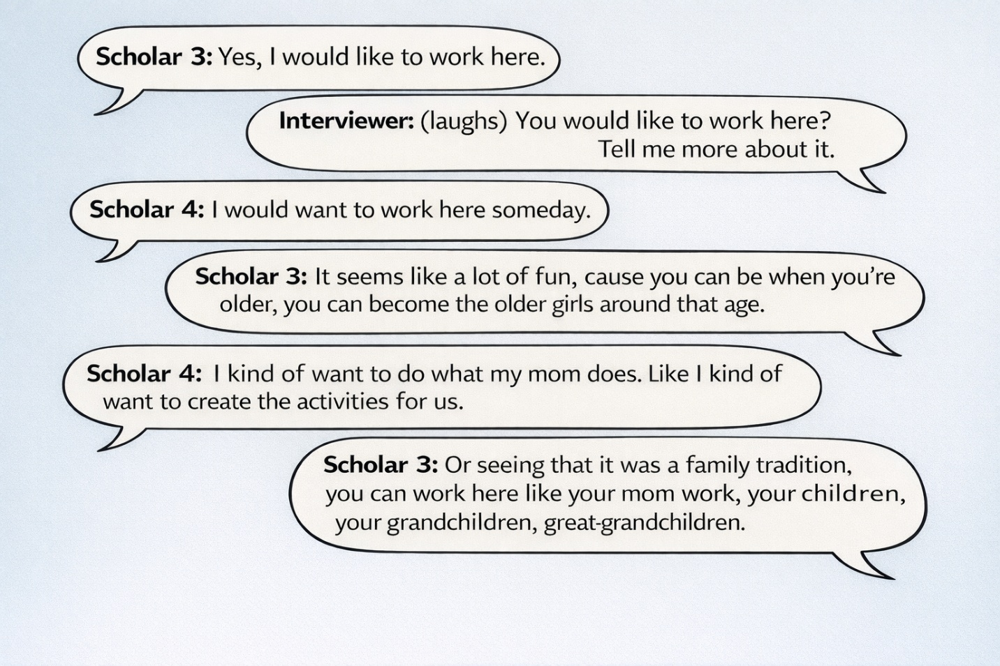 Scholar 3: Yes, I would like to work here.
Interviewer: (laughs) You would like to work here?
Tell me more about it.
Scholar 4: I would want to work here someday.
Scholar 3: It seems like a lot of fun, cause you can be when you’re
older, you can become the older girls around that age.
Scholar 4: I kind of want to do what my mom does. Like I kind of
want to create the activities for us.
Scholar 3: Or seeing that it was a family tradition,
you can work here like your mom work, your children,
your grandchildren, great-grandchildren.